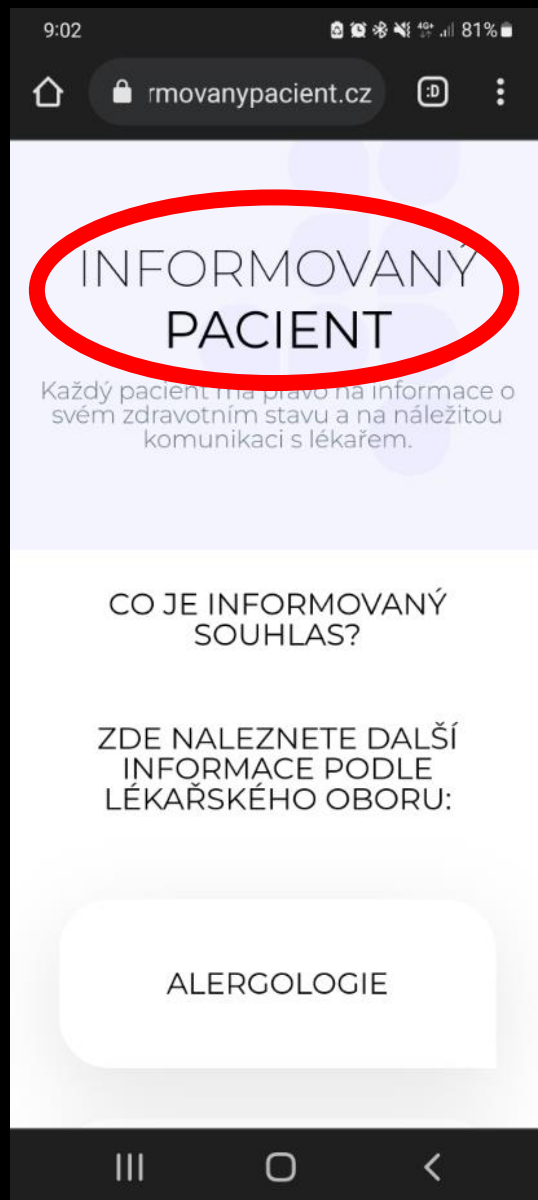 9:02
4G+
81%
rmovanypacient.cz
:D
INFORMOVANÝ
PACIENT
Každý pacient má právo na informace o
svém zdravotním stavu a na náležitou
komunikaci s lékařem.
CO JE INFORMOVANÝ
SOUHLAS?
ZDE NALEZNETE DALŠÍ
INFORMACE PODLE
LÉKAŘSKÉHO OBORU:
ALERGOLOGIE